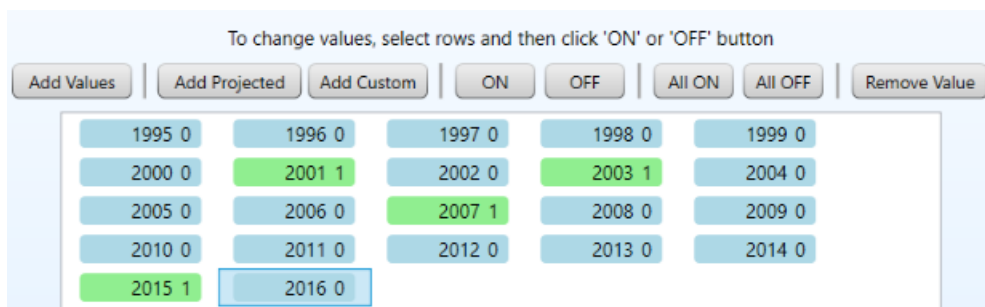 To change values, select rows and then click 'ON' or 'OFF' button
Add Values Add Projected Add Custom ON OFF All ON All OFF Remove Value
1995 0 1996 0 1997 0 1998 0 1999 0
2000 0 2001 1 2002 0 2003 1 2004 0
2005 0 2006 0 2007 1 2008 0 2009 0
2010 0 2011 0 2012 0 2013 0 2014 0
2015 1 2016 0